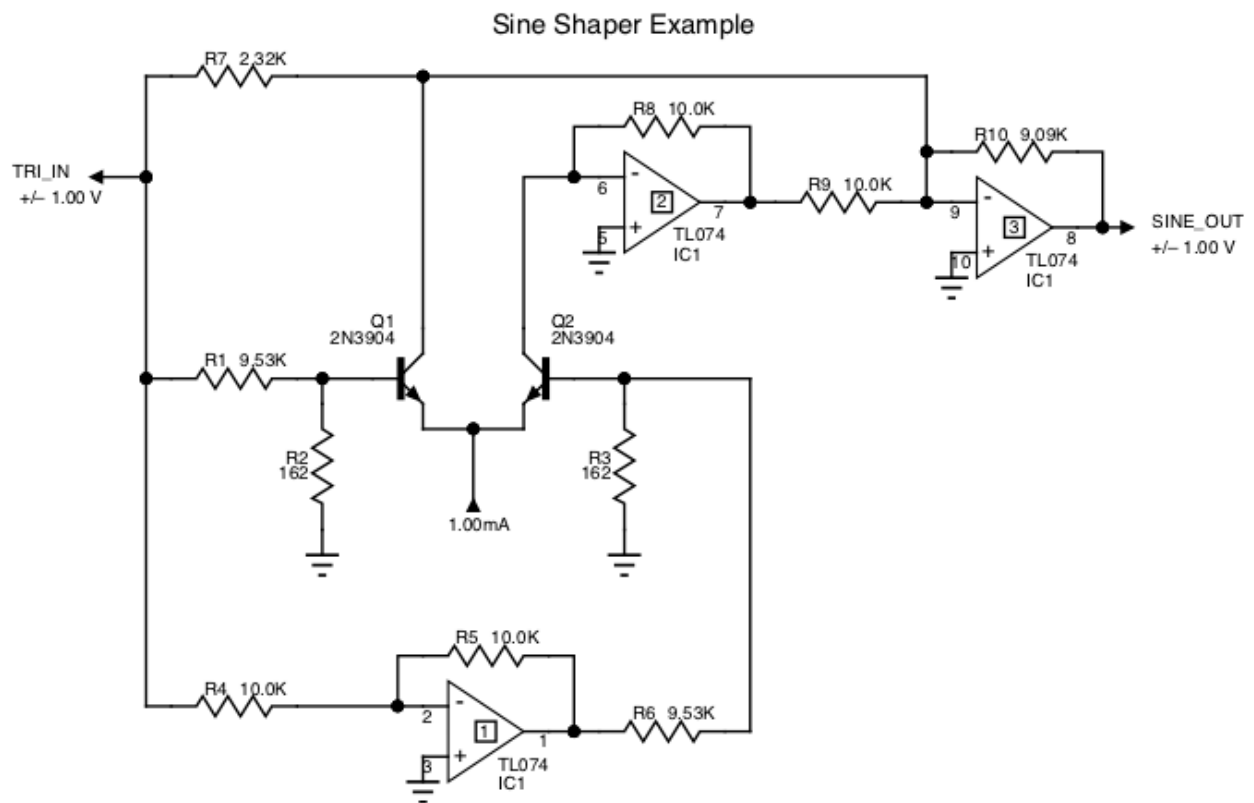 Sine Shaper Example
R7 2.32K
R8 10.0K
R10 9.09K
TRI_IN
+/– 1.00 V
6
-
2
7
R9 10.0K
9
-
3
8
SINE_OUT
+/– 1.00 V
5
+
TL074
IC1
10
+
TL074
IC1
Q1
2N3904
Q2
2N3904
R1 9.53K
R2
162
R3
162
1.00mA
R5 10.0K
R4 10.0K
2
-
1
1
R6 9.53K
3
+
TL074
IC1